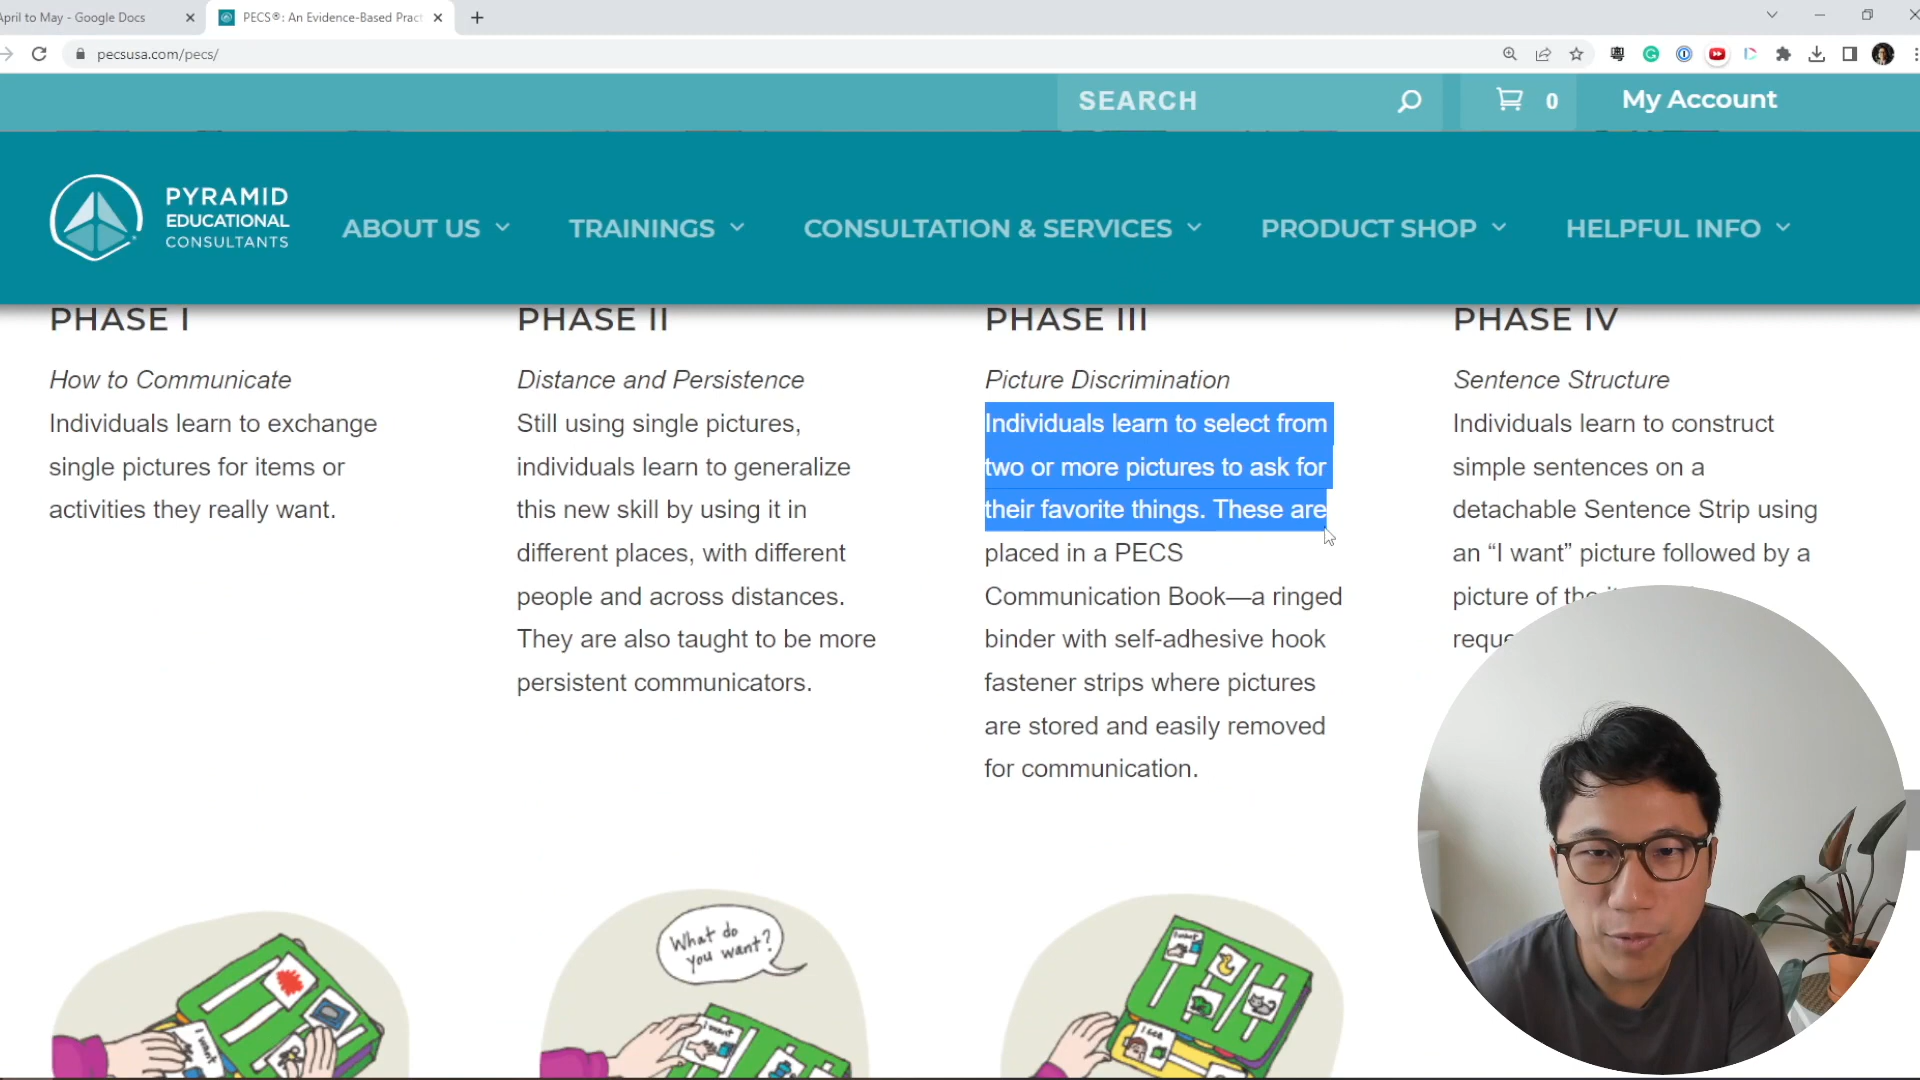 April to May - Google Docs
PECS®: An Evidence-Based Pract
pecsusa.com/pecs/
SEARCH
0
My Account
PYRAMID
EDUCATIONAL
CONSULTANTS
ABOUT US
TRAININGS
CONSULTATION & SERVICES
PRODUCT SHOP
HELPFUL INFO
PHASE I
How to Communicate
Individuals learn to exchange
single pictures for items or
activities they really want.
PHASE II
Distance and Persistence
Still using single pictures,
individuals learn to generalize
this new skill by using it in
different places, with different
people and across distances.
They are also taught to be more
persistent communicators.
PHASE III
Picture Discrimination
Individuals learn to select from
two or more pictures to ask for
their favorite things. These are
placed in a PECS
Communication Book—a ringed
binder with self-adhesive hook
fastener strips where pictures
are stored and easily removed
for communication.
PHASE IV
Sentence Structure
Individuals learn to construct
simple sentences on a
detachable Sentence Strip using
an “I want” picture followed by a
picture of the
I want
What do
you want?
I want
I want
I see